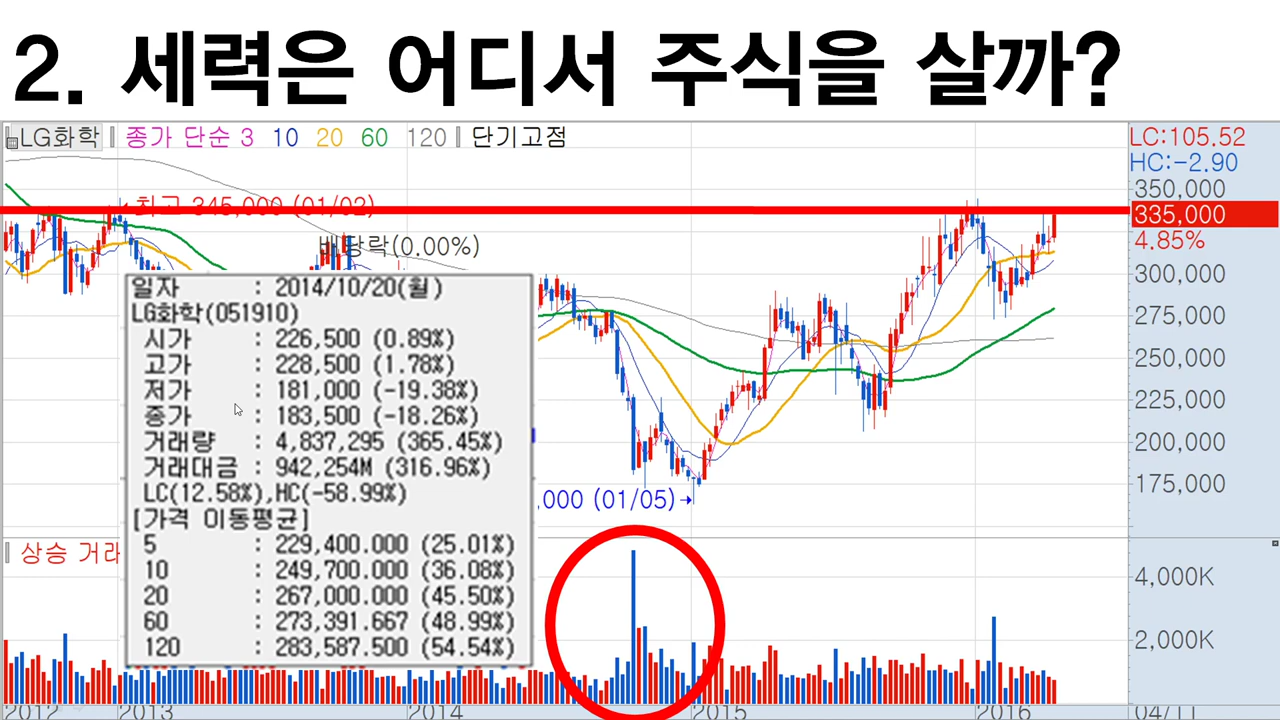 2. 세력은 어디서 주식을 살까?
LG화학 종가 단순 3 10 20 60 120 단기고점
LC:105.52
HC:-2.90
최고 345,000 (01/02)
350,000
335,000
4.85%
배당락(0.00%)
300,000
275,000
250,000
225,000
200,000
175,000
일자 : 2014/10/20(월)
LG화학(051910)
시가 : 226,500 (0.89%)
고가 : 228,500 (1.78%)
저가 : 181,000 (-19.38%)
종가 : 183,500 (-18.26%)
거래량 : 4,837,295 (365.45%)
거래대금 : 942,254M (316.96%)
LC(12.58%),HC(-58.99%)
[가격 이동평균]
5 : 229,400.000 (25.01%)
10 : 249,700.000 (36.08%)
20 : 267,000.000 (45.50%)
60 : 273,391.667 (48.99%)
120 : 283,587.500 (54.54%)
,000 (01/05)
상승 거래
4,000K
2,000K
2012 2013 2014 2015 2016 04/11